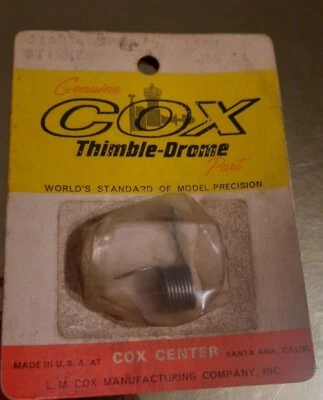 Genuine
COX
Thimble-Drome
Part
WORLD'S STANDARD OF MODEL PRECISION
MADE IN U.S.A. AT COX CENTER SANTA ANA, CALIF.
L. M. COX MANUFACTURING COMPANY, INC.